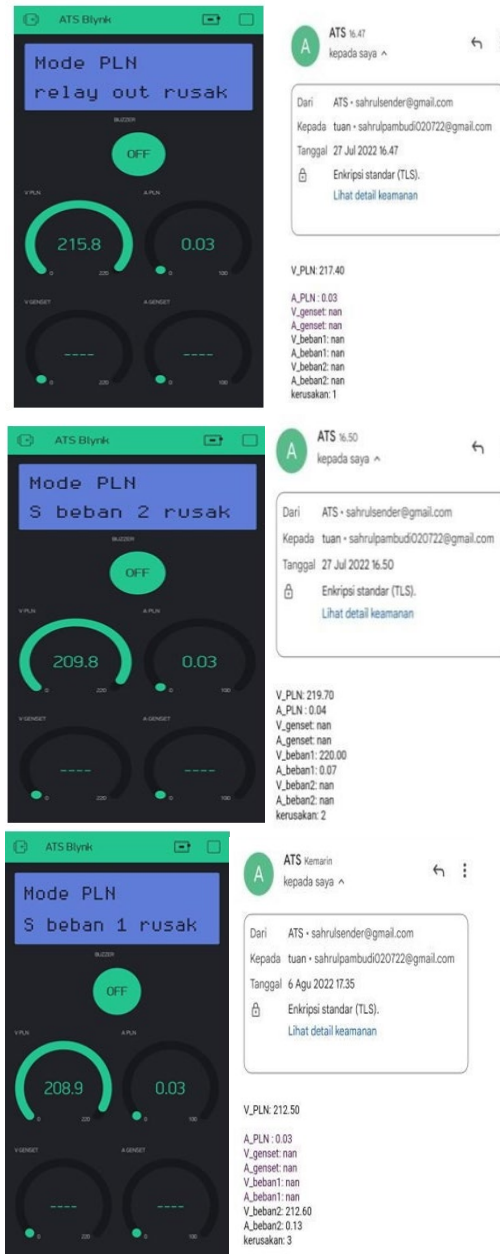 ATS Blynk
Mode PLN
relay out rusak
BUZZER
OFF
V PLN
A PLN
215.8
0.03
0
220
0
100
V GENSET
A GENSET
----
----
0
220
0
100
A
ATS 16.47
kepada saya
Dari ATS • sahrulsender@gmail.com
Kepada tuan • sahrulpambudi020722@gmail.com
Tanggal 27 Jul 2022 16.47
Enkripsi standar (TLS).
Lihat detail keamanan
V_PLN: 217.40
A_PLN : 0.03
V_genset: nan
A_genset: nan
V_beban1: nan
A_beban1: nan
V_beban2: nan
A_beban2: nan
kerusakan: 1
ATS Blynk
Mode PLN
S beban 2 rusak
BUZZER
OFF
V PLN
A PLN
209.8
0.03
0
220
0
100
V GENSET
A GENSET
----
----
0
220
0
100
A
ATS 16.50
kepada saya
Dari ATS • sahrulsender@gmail.com
Kepada tuan • sahrulpambudi020722@gmail.com
Tanggal 27 Jul 2022 16.50
Enkripsi standar (TLS).
Lihat detail keamanan
V_PLN: 219.70
A_PLN : 0.04
V_genset: nan
A_genset: nan
V_beban1: 220.00
A_beban1: 0.07
V_beban2: nan
A_beban2: nan
kerusakan: 2
ATS Blynk
Mode PLN
S beban 1 rusak
BUZZER
OFF
V PLN
A PLN
208.9
0.03
0
220
0
100
V GENSET
A GENSET
----
----
0
220
0
100
A
ATS Kemarin
kepada saya
Dari ATS • sahrulsender@gmail.com
Kepada tuan • sahrulpambudi020722@gmail.com
Tanggal 6 Agu 2022 17.35
Enkripsi standar (TLS).
Lihat detail keamanan
V_PLN: 212.50
A_PLN : 0.03
V_genset: nan
A_genset: nan
V_beban1: nan
A_beban1: nan
V_beban2: 212.60
A_beban2: 0.13
kerusakan: 3